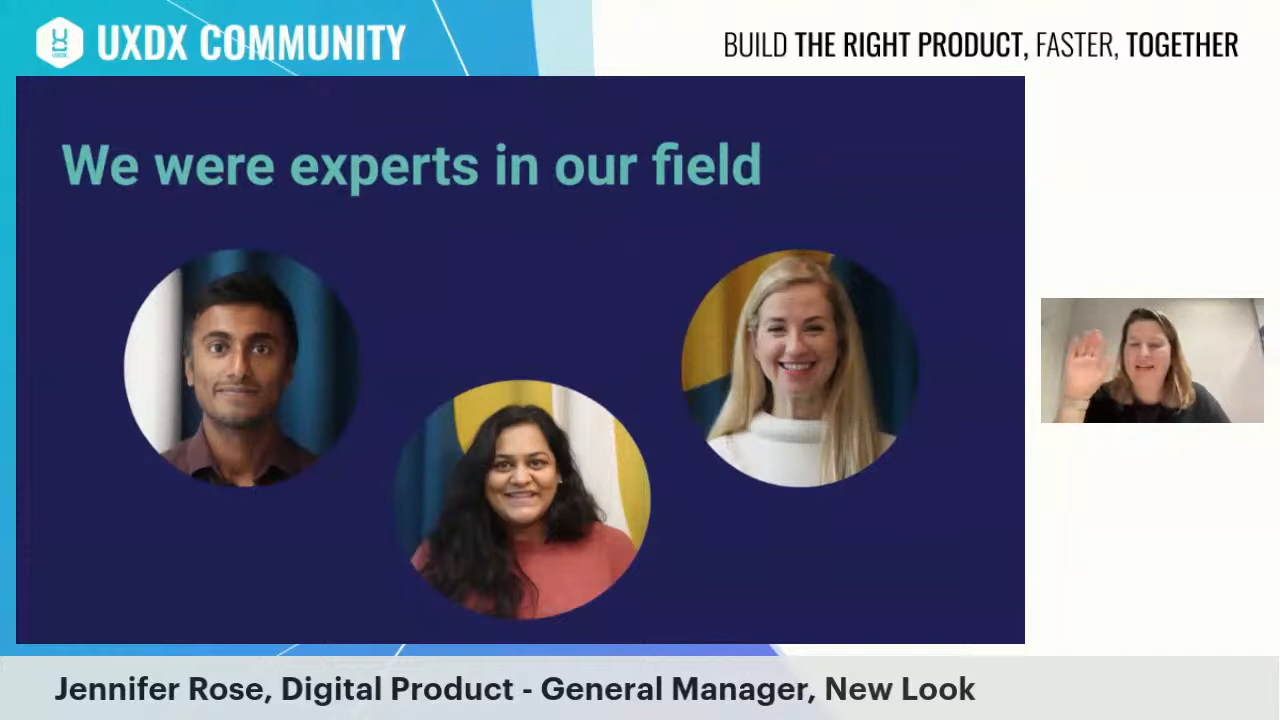 UXDX COMMUNITY
BUILD THE RIGHT PRODUCT, FASTER, TOGETHER
We were experts in our field
Jennifer Rose, Digital Product - General Manager, New Look